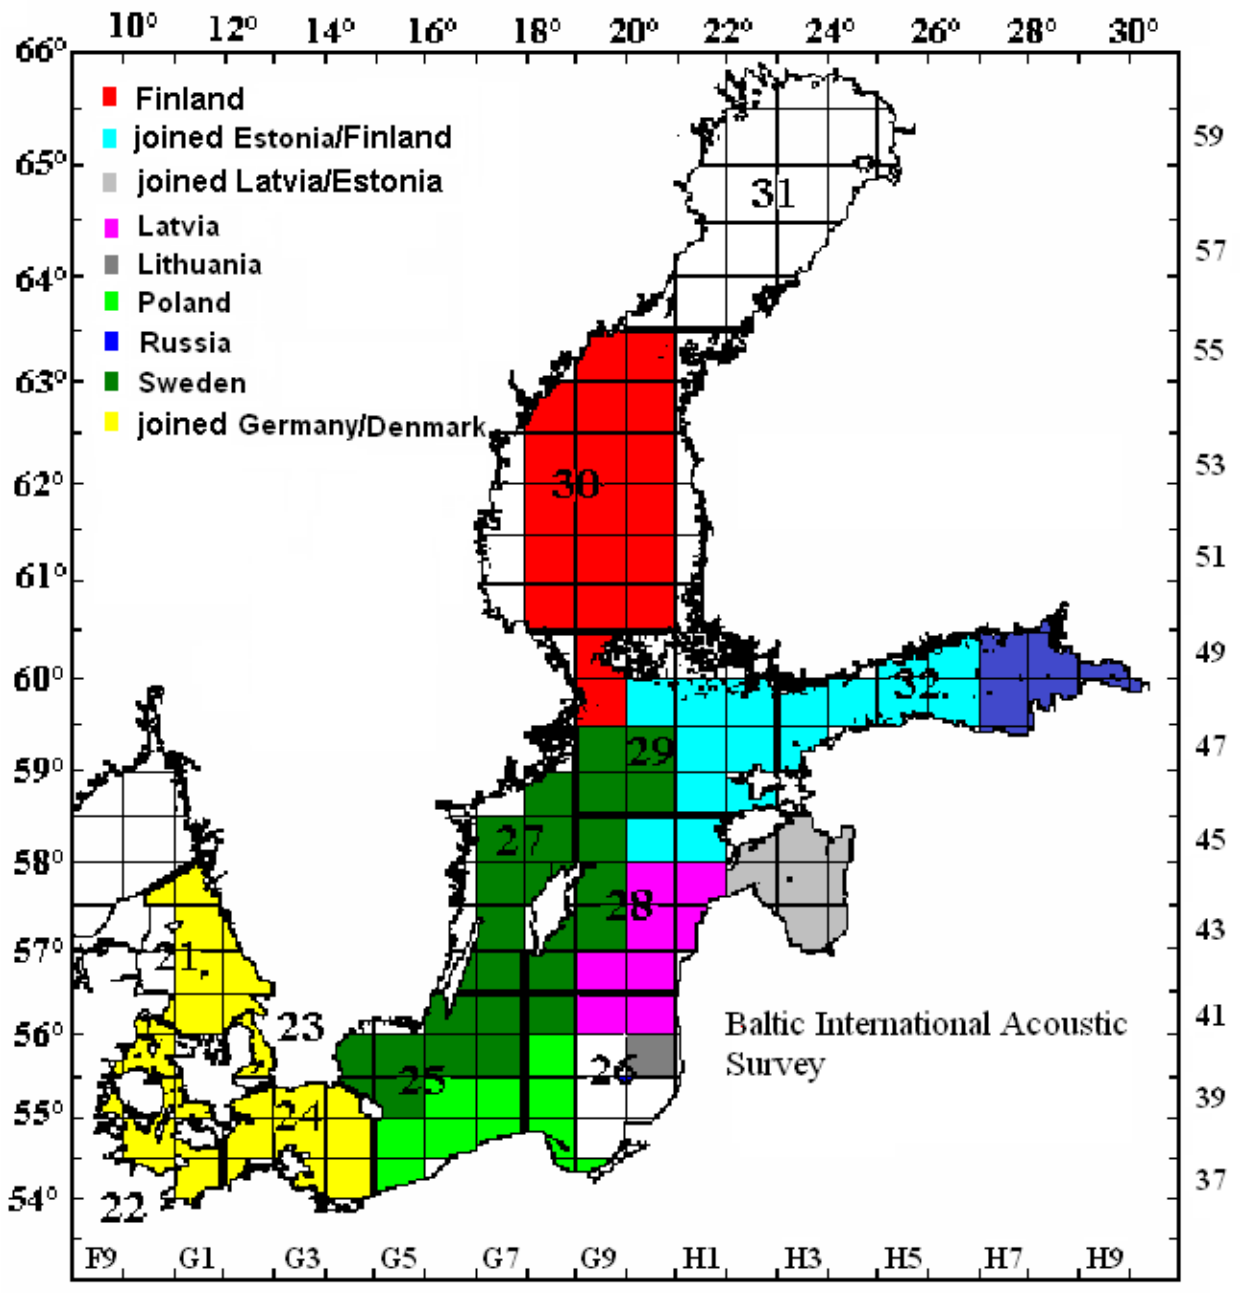 10° 12° 14° 16° 18° 20° 22° 24° 26° 28° 30°
66°
Finland
joined Estonia/Finland
59
65°
joined Latvia/Estonia
31
Latvia
57
Lithuania
64°
Poland
Russia
55
63°
Sweden
joined Germany/Denmark
53
62°
30
51
61°
49
60°
32
47
59°
29
27
45
58°
28
43
57°
21
41
56°
23
Baltic International Acoustic
Survey
26
25
39
55°
24
37
54°
22
F9 G1 G3 G5 G7 G9 H1 H3 H5 H7 H9